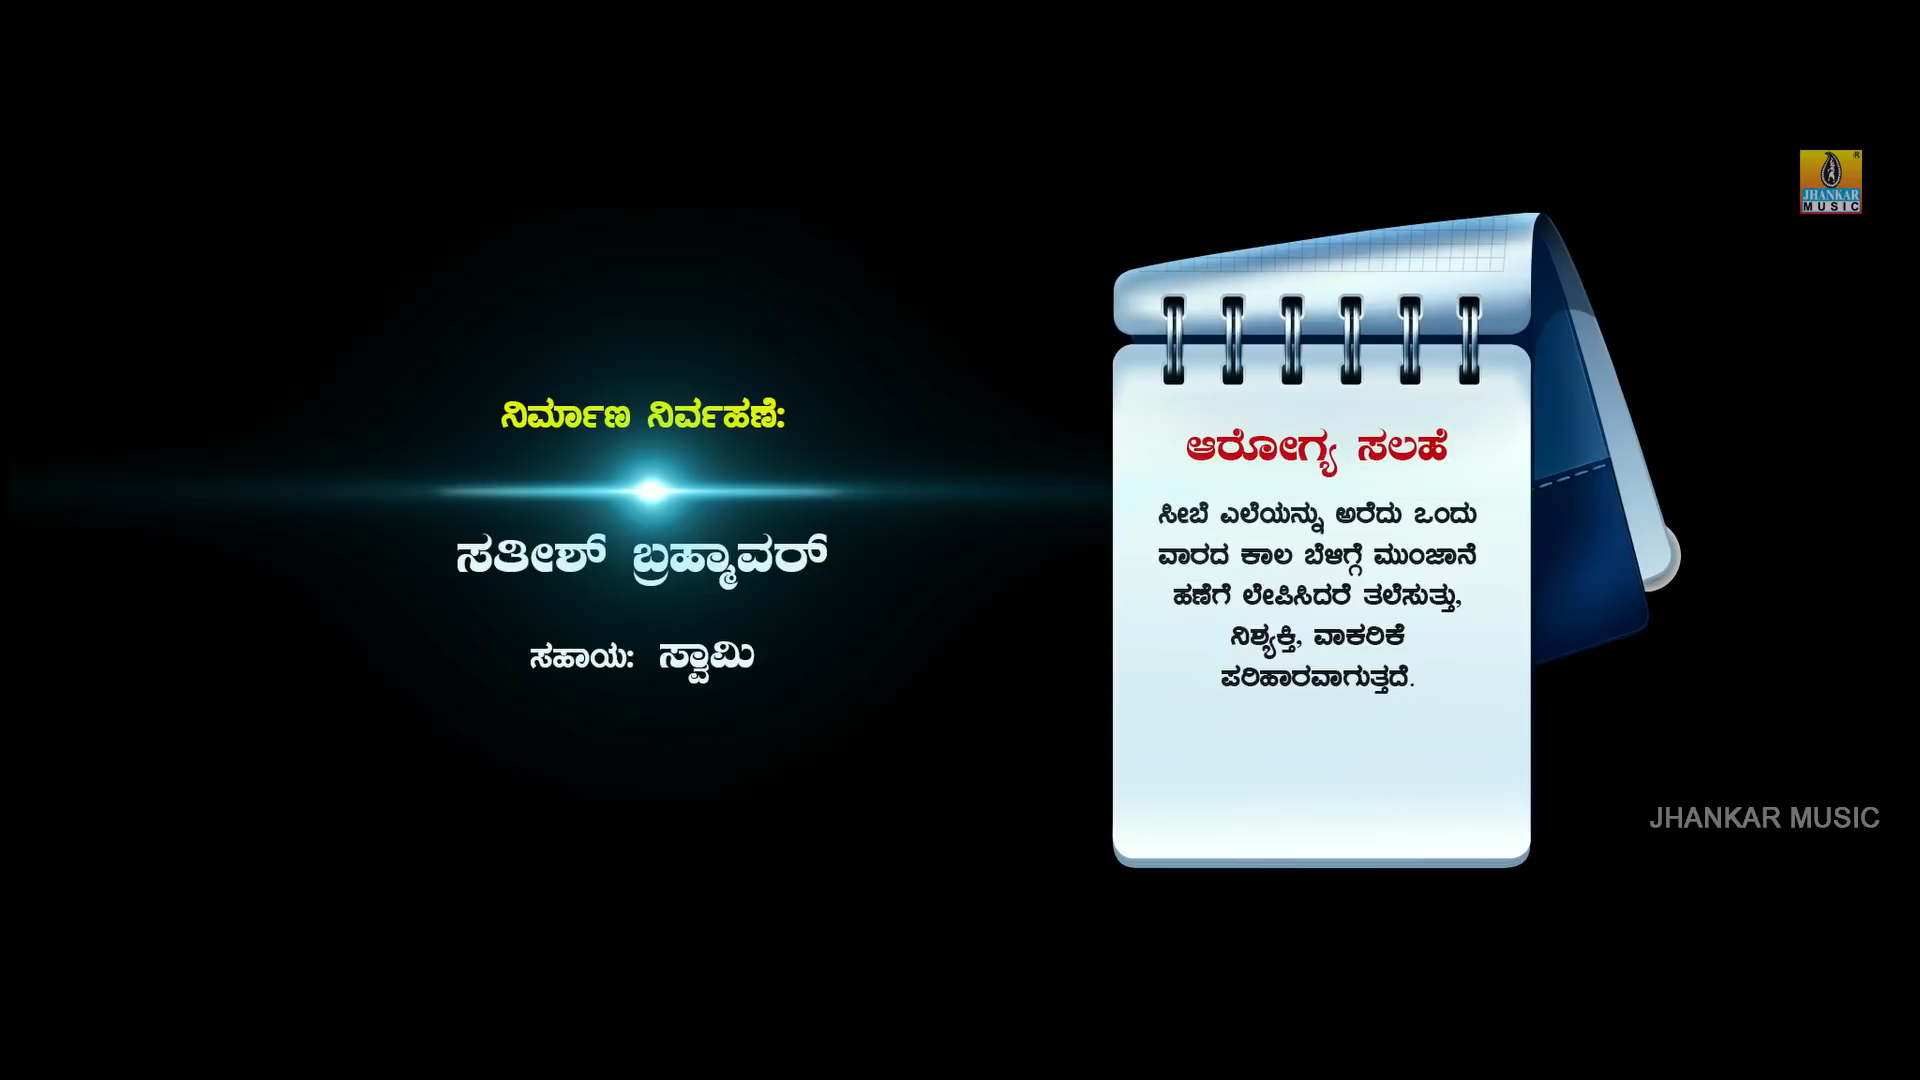 ನಿರ್ಮಾಣ ನಿರ್ವಹಣೆ:
ಸತೀಶ್ ಬ್ರಹ್ಮಾವರ್
ಸಹಾಯ: ಸ್ವಾಮಿ
ಆರೋಗ್ಯ ಸಲಹೆ
ಸೀಬೆ ಎಲೆಯನ್ನು ಅರೆದು ಒಂದು
ವಾರದ ಕಾಲ ಬೆಳಿಗ್ಗೆ ಮುಂಜಾನೆ
ಹಣೆಗೆ ಲೇಪಿಸಿದರೆ ತಲೆಸುತ್ತು,
ನಿಶ್ಯಕ್ತಿ, ವಾಕರಿಕೆ
ಪರಿಹಾರವಾಗುತ್ತದೆ.
JHANKAR
MUSIC
®
JHANKAR MUSIC